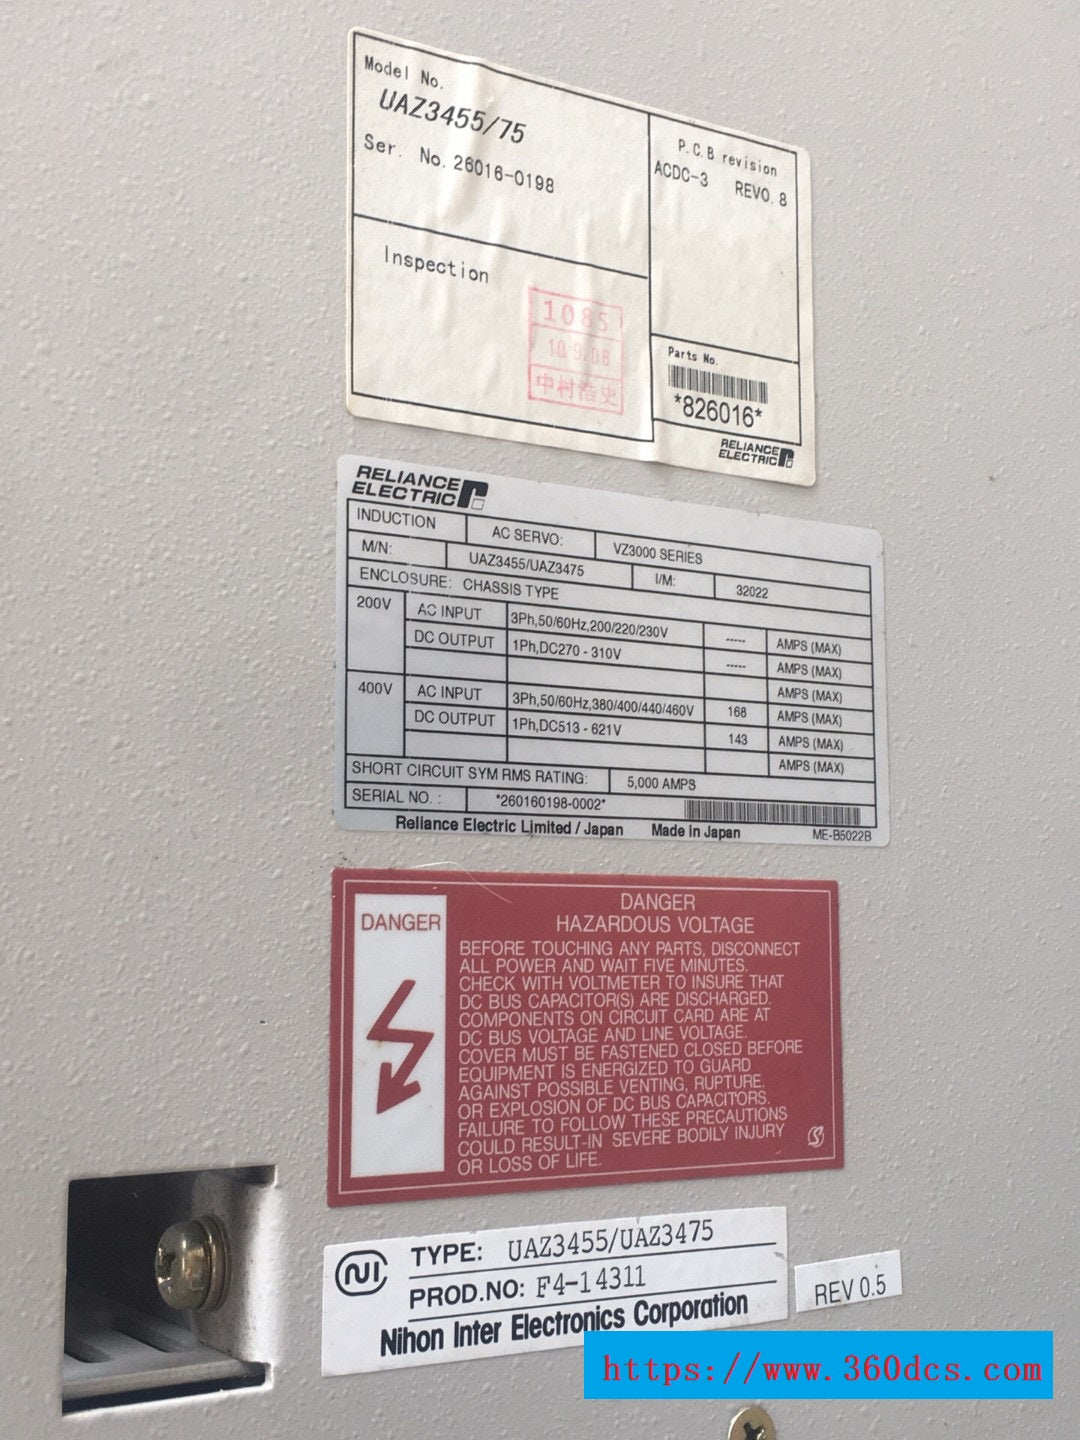 Model No.
UAZ3455/75
Ser. No. 26016-0198
P.C.B revision
ACDC-3 REV0.8
Inspection
1085
10.9.06
中村浩史
Parts No.
*826016*
RELIANCE
ELECTRIC
RELIANCE
ELECTRIC
INDUCTION AC SERVO: VZ3000 SERIES
M/N: UAZ3455/UAZ3475 I/M: 32022
ENCLOSURE: CHASSIS TYPE
200V AC INPUT 3Ph,50/60Hz,200/220/230V ----- AMPS (MAX)
DC OUTPUT 1Ph,DC270 - 310V ----- AMPS (MAX)
AMPS (MAX)
400V AC INPUT 3Ph,50/60Hz,380/400/440/460V 168 AMPS (MAX)
DC OUTPUT 1Ph,DC513 - 621V 143 AMPS (MAX)
AMPS (MAX)
SHORT CIRCUIT SYM RMS RATING: 5,000 AMPS
SERIAL NO. : *260160198-0002*
Reliance Electric Limited / Japan Made in Japan ME-B5022B
DANGER
DANGER
HAZARDOUS VOLTAGE
BEFORE TOUCHING ANY PARTS, DISCONNECT
ALL POWER AND WAIT FIVE MINUTES.
CHECK WITH VOLTMETER TO INSURE THAT
DC BUS CAPACITOR(S) ARE DISCHARGED.
COMPONENTS ON CIRCUIT CARD ARE AT
DC BUS VOLTAGE AND LINE VOLTAGE.
COVER MUST BE FASTENED CLOSED BEFORE
EQUIPMENT IS ENERGIZED TO GUARD
AGAINST POSSIBLE VENTING, RUPTURE
OR EXPLOSION OF DC BUS CAPACITORS.
FAILURE TO FOLLOW THESE PRECAUTIONS
COULD RESULT-IN SEVERE BODILY INJURY
OR LOSS OF LIFE.
TYPE: UAZ3455/UAZ3475
PROD.NO: F4-14311
Nihon Inter Electronics Corporation
REV 0.5
https://www.360dcs.com